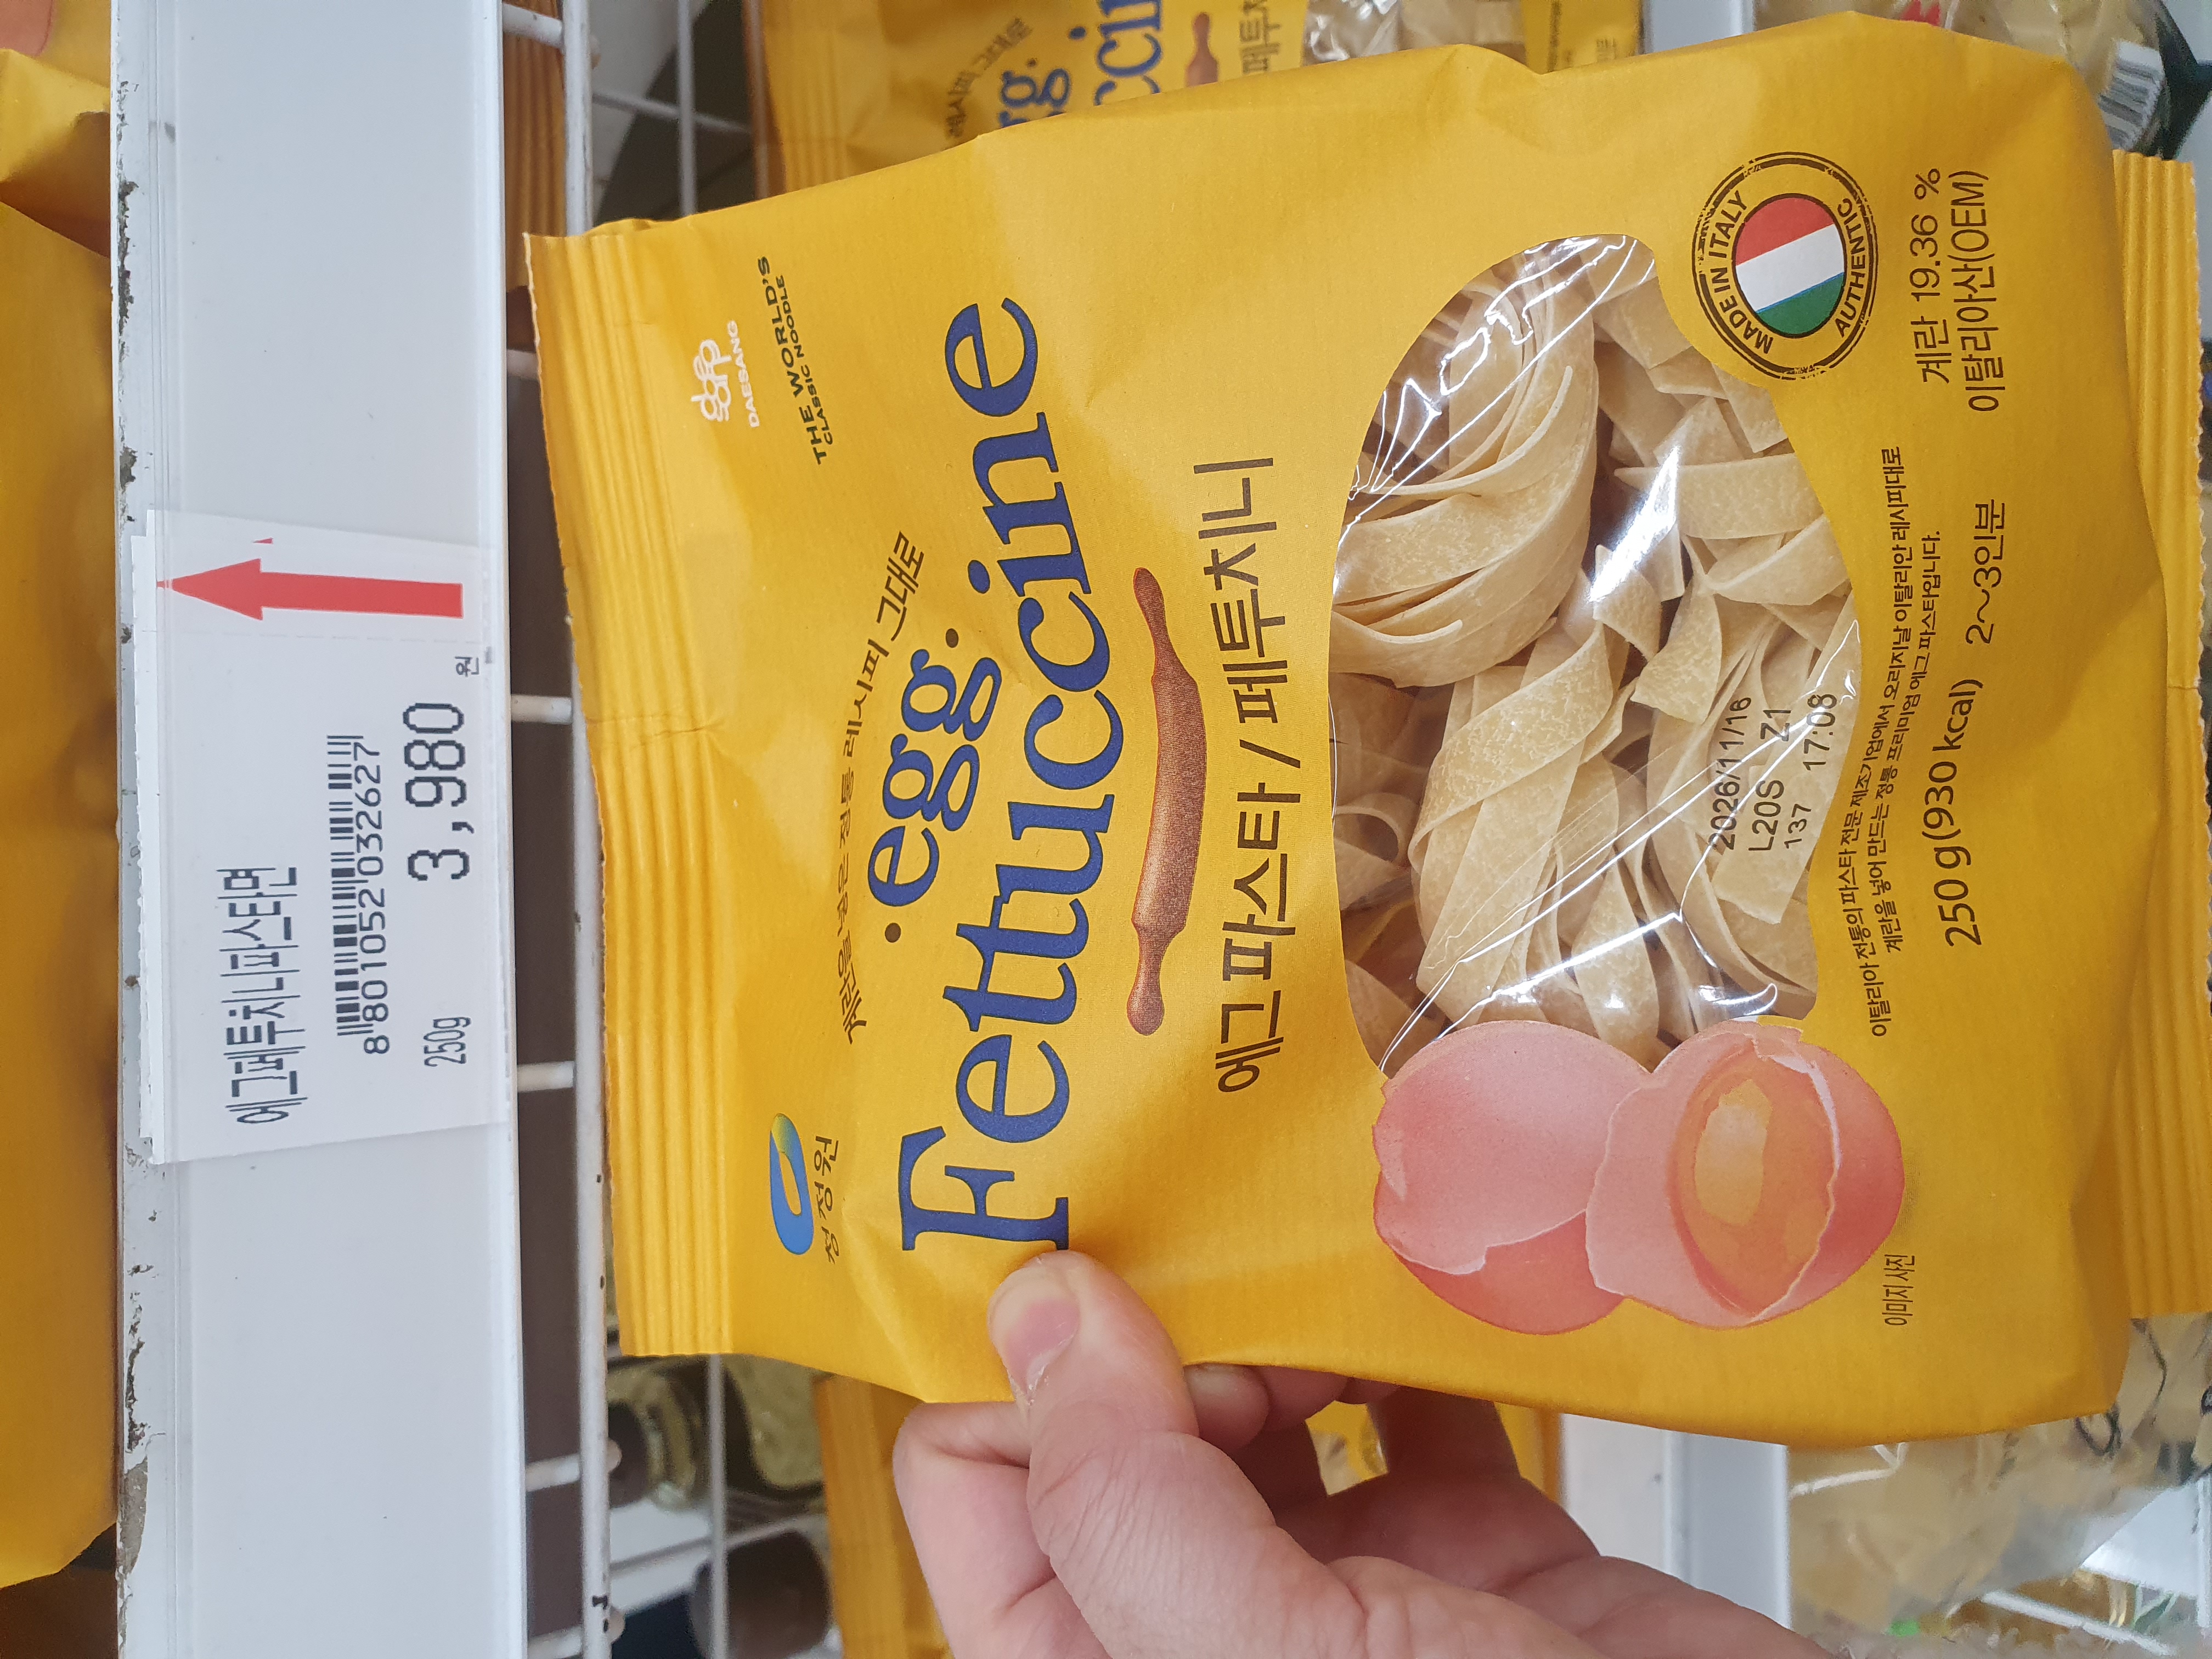 에그페투치니파스타면
8 801052 032627
250g 3,980 원
청정원
daesang
DAESANG
THE WORLD'S
CLASSIC NOODLE
계란을 넣은 정통 레시피 그대로
·egg·
Fettuccine
에그 파스타 / 페투치니
MADE IN ITALY
AUTHENTIC
2026/11/16
L20S Z1
137 17:08
이탈리아 전통의 파스타 전문 제조기업에서 오리지날 이탈리안 레시피대로
계란을 넣어 만드는 정통 프리미엄 에그 파스타입니다.
계란 19.36 %
이탈리아산(OEM)
250 g(930 kcal) 2~3인분
이미지 사진